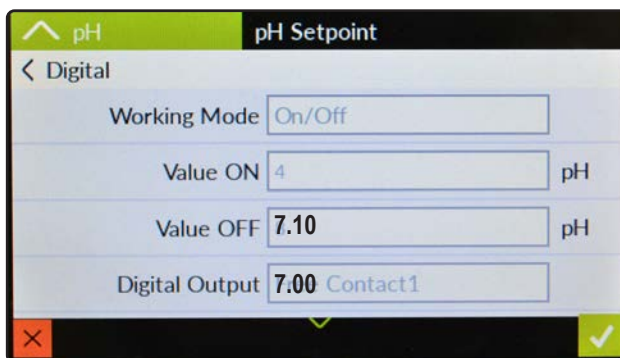 pH pH Setpoint
Digital
Working Mode On/Off
Value ON 4 pH
Value OFF 7.10 pH
Digital Output 7.00 Contact1